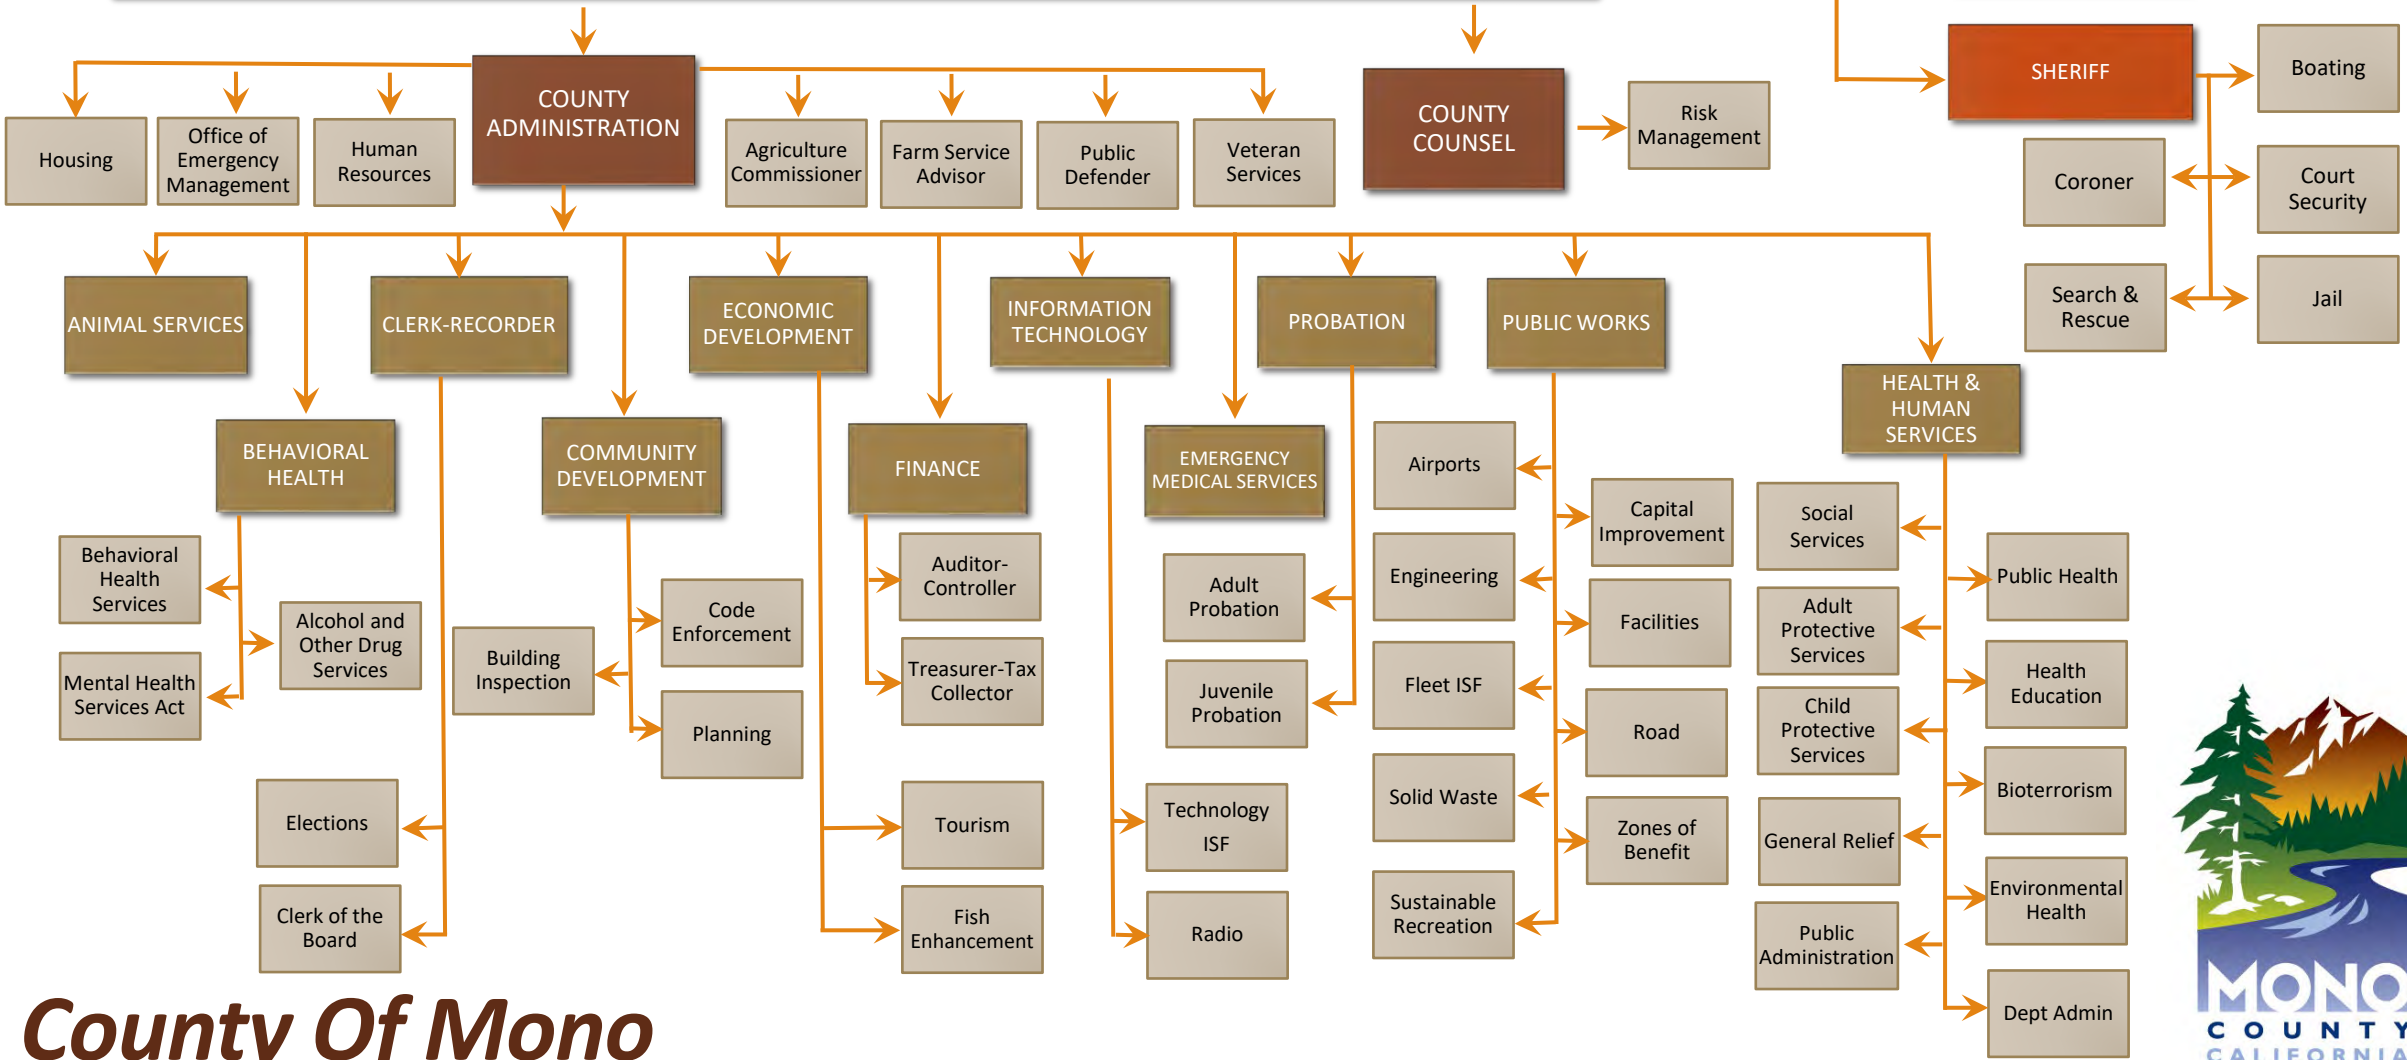 SHERIFF
Boating
COUNTY
ADMINISTRATION
COUNTY
COUNSEL
Risk
Management
Housing
Office of
Emergency
Management
Human
Resources
Agriculture
Commissioner
Farm Service
Advisor
Public
Defender
Veteran
Services
Coroner
Court
Security
Search &
Rescue
Jail
ANIMAL SERVICES
CLERK-RECORDER
ECONOMIC
DEVELOPMENT
INFORMATION
TECHNOLOGY
PROBATION
PUBLIC WORKS
HEALTH &
HUMAN
SERVICES
BEHAVIORAL
HEALTH
COMMUNITY
DEVELOPMENT
FINANCE
EMERGENCY
MEDICAL SERVICES
Airports
Capital
Improvement
Social
Services
Behavioral
Health
Services
Auditor-
Controller
Adult
Probation
Engineering
Public Health
Alcohol and
Other Drug
Services
Code
Enforcement
Facilities
Adult
Protective
Services
Mental Health
Services Act
Building
Inspection
Treasurer-Tax
Collector
Juvenile
Probation
Fleet ISF
Health
Education
Planning
Road
Child
Protective
Services
Elections
Tourism
Technology
ISF
Solid Waste
Zones of
Benefit
General Relief
Bioterrorism
Clerk of the
Board
Fish
Enhancement
Radio
Sustainable
Recreation
Public
Administration
Environmental
Health
Dept Admin
County Of Mono
MONO
COUNTY
CALIFORNIA